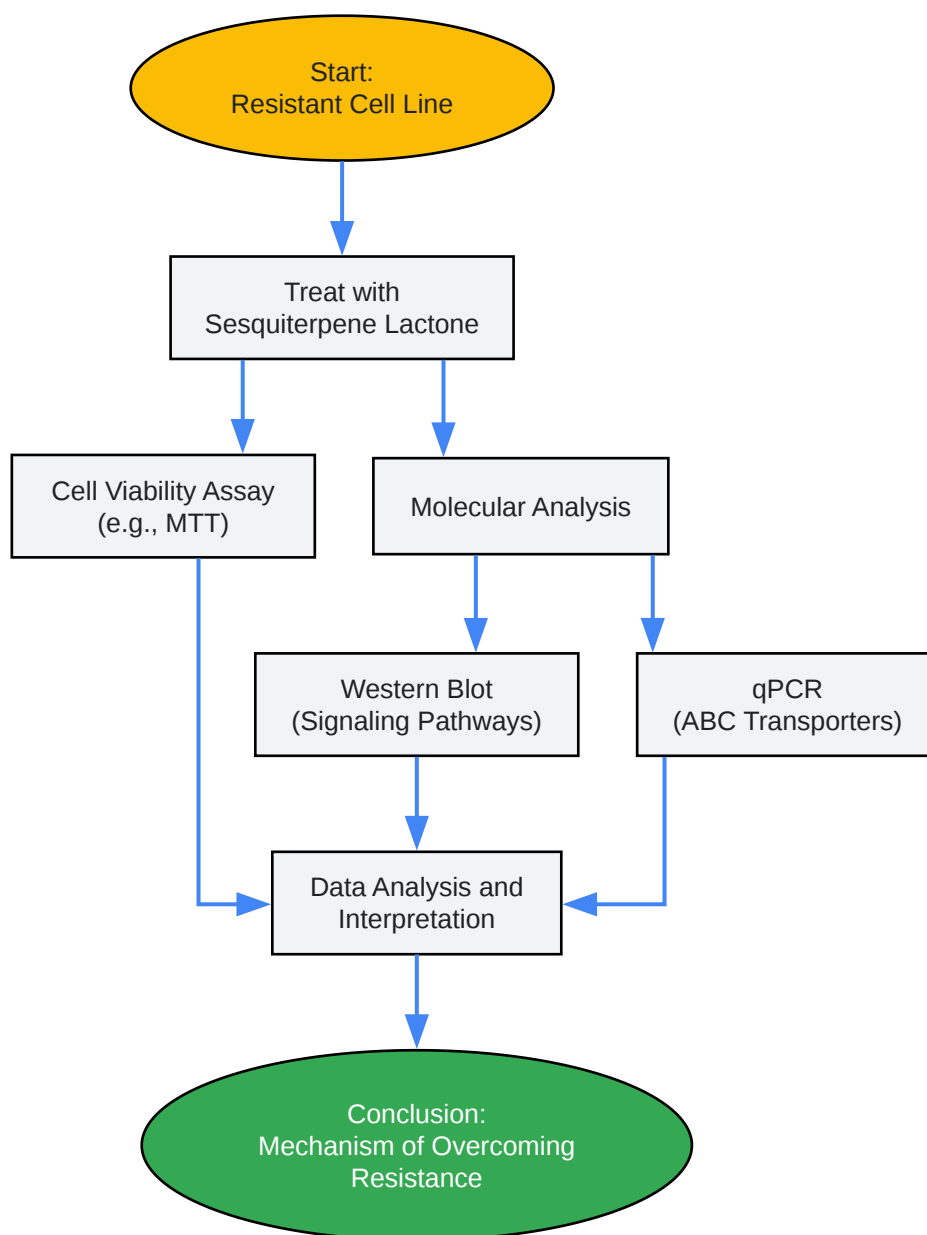 Start:
Resistant Cell Line
Treat with
Sesquiterpene Lactone
Cell Viability Assay
(e.g., MTT)
Molecular Analysis
Western Blot
(Signaling Pathways)
qPCR
(ABC Transporters)
Data Analysis and
Interpretation
Conclusion:
Mechanism of Overcoming
Resistance